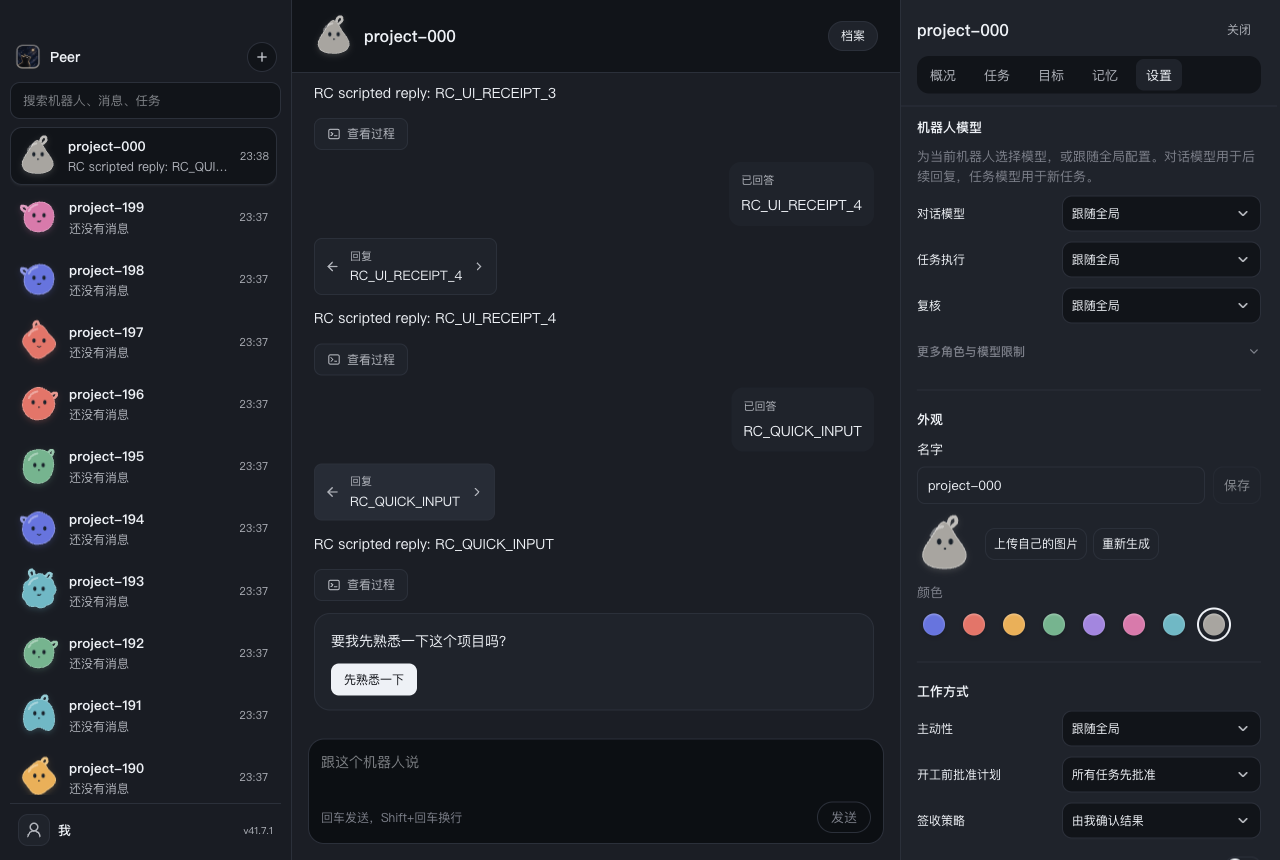 Peer
+
搜索机器人、消息、任务
project-000
23:38
RC scripted reply: RC_QUI...
project-199
23:37
还没有消息
project-198
23:37
还没有消息
project-197
23:37
还没有消息
project-196
23:37
还没有消息
project-195
23:37
还没有消息
project-194
23:37
还没有消息
project-193
23:37
还没有消息
project-192
23:37
还没有消息
project-191
23:37
还没有消息
project-190
23:37
还没有消息
我
v41.7.1
project-000
档案
RC scripted reply: RC_UI_RECEIPT_3
查看过程
已回答
RC_UI_RECEIPT_4
回复
RC_UI_RECEIPT_4
RC scripted reply: RC_UI_RECEIPT_4
查看过程
已回答
RC_QUICK_INPUT
回复
RC_QUICK_INPUT
RC scripted reply: RC_QUICK_INPUT
查看过程
要我先熟悉一下这个项目吗?
先熟悉一下
跟这个机器人说
回车发送，Shift+回车换行
发送
project-000
关闭
概况
任务
目标
记忆
设置
机器人模型
为当前机器人选择模型，或跟随全局配置。对话模型用于后
续回复，任务模型用于新任务。
对话模型
跟随全局
任务执行
跟随全局
复核
跟随全局
更多角色与模型限制
外观
名字
project-000
保存
上传自己的图片
重新生成
颜色
工作方式
主动性
跟随全局
开工前批准计划
所有任务先批准
签收策略
由我确认结果